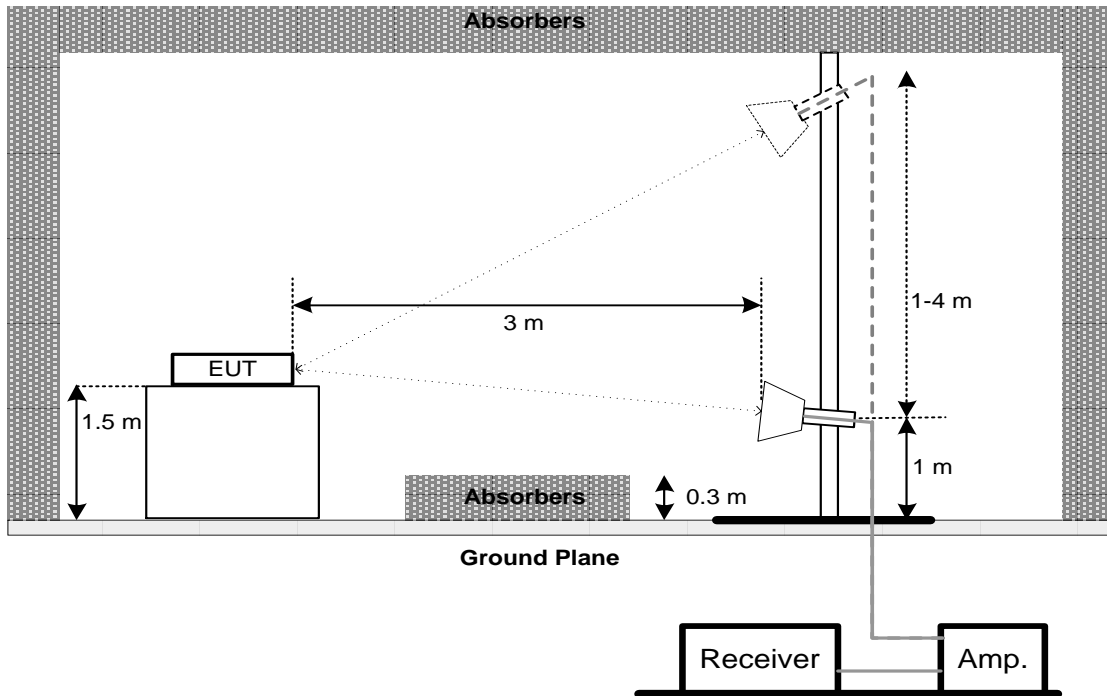 Absorbers
1-4 m
3 m
EUT
1.5 m
1 m
Absorbers
0.3 m
Ground Plane
Receiver
Amp.